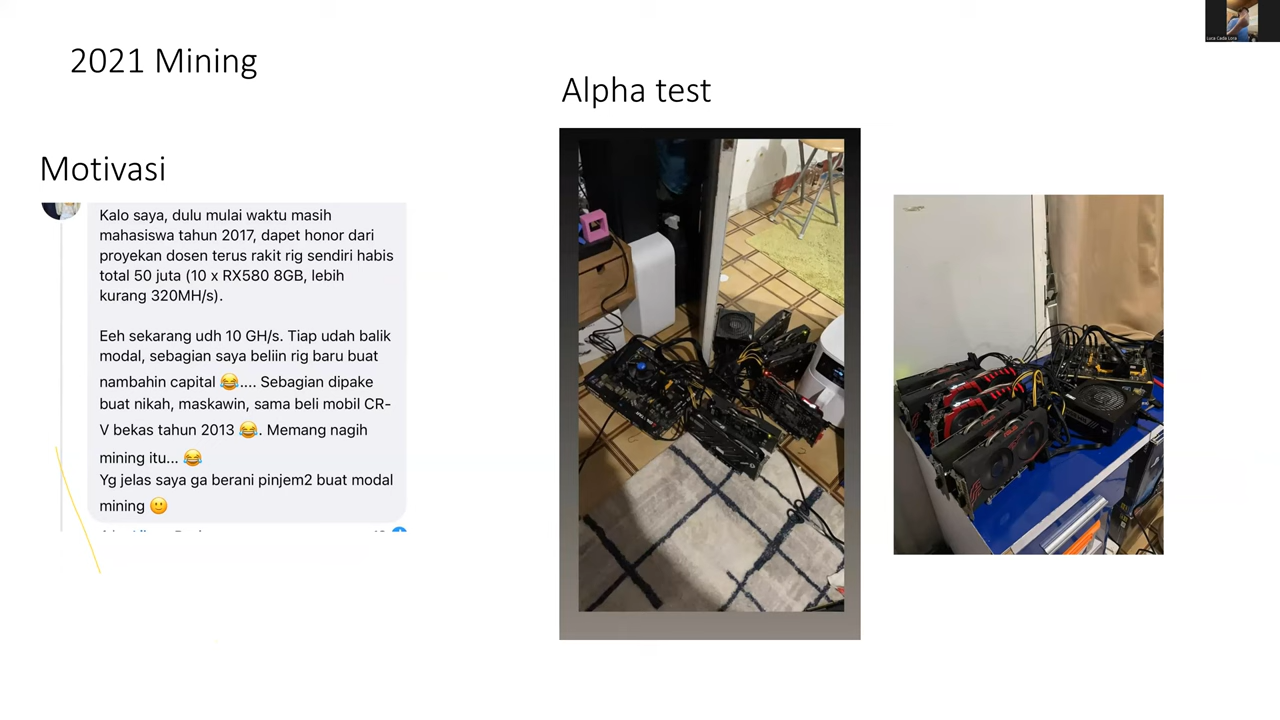 2021 Mining
Alpha test
Motivasi
Kalo saya, dulu mulai waktu masih
mahasiswa tahun 2017, dapet honor dari
proyekan dosen terus rakit rig sendiri habis
total 50 juta (10 x RX580 8GB, lebih
kurang 320MH/s).
Eeh sekarang udh 10 GH/s. Tiap udah balik
modal, sebagian saya beliin rig baru buat
nambahin capital 😂.... Sebagian dipake
buat nikah, maskawin, sama beli mobil CR-
V bekas tahun 2013 😂. Memang nagih
mining itu... 😂
Yg jelas saya ga berani pinjem2 buat modal
mining 🙂